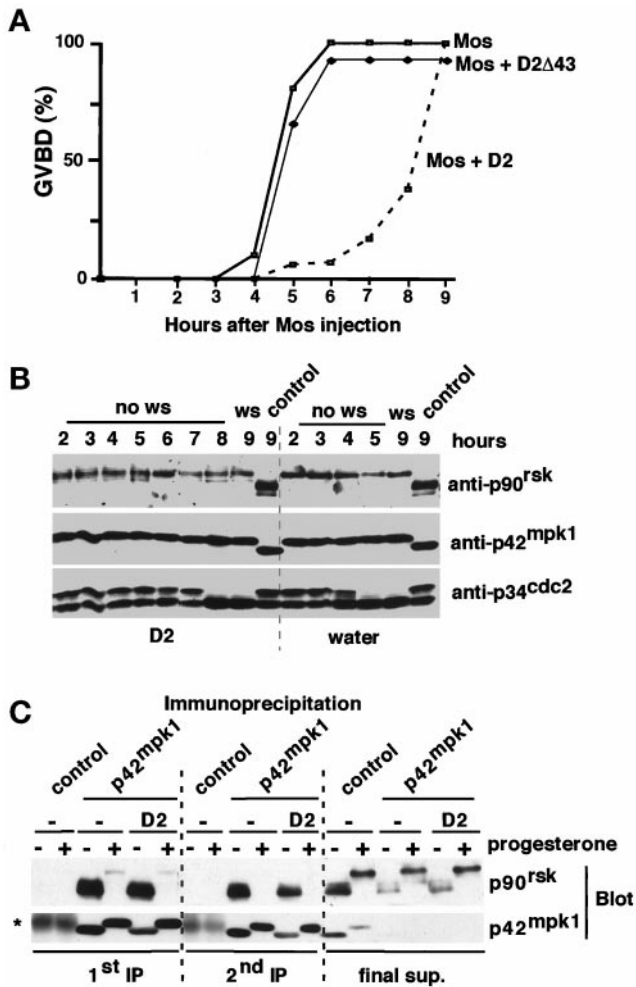 A
100
Mos
Mos + D2Δ43
GVBD (%)
50
Mos + D2
0
1 2 3 4 5 6 7 8 9
Hours after Mos injection
B
no ws ws control no ws ws control
2 3 4 5 6 7 8 9 9 2 3 4 5 9 9 hours
anti-p90rsk
anti-p42mpk1
anti-p34cdc2
D2 water
C
Immunoprecipitation
control p42mpk1 control p42mpk1 control p42mpk1
- - D2 - - D2 - - D2
- + - + - + - + - + - + - + - + - + progesterone
p90rsk
Blot
* p42mpk1
1st IP 2nd IP final sup.